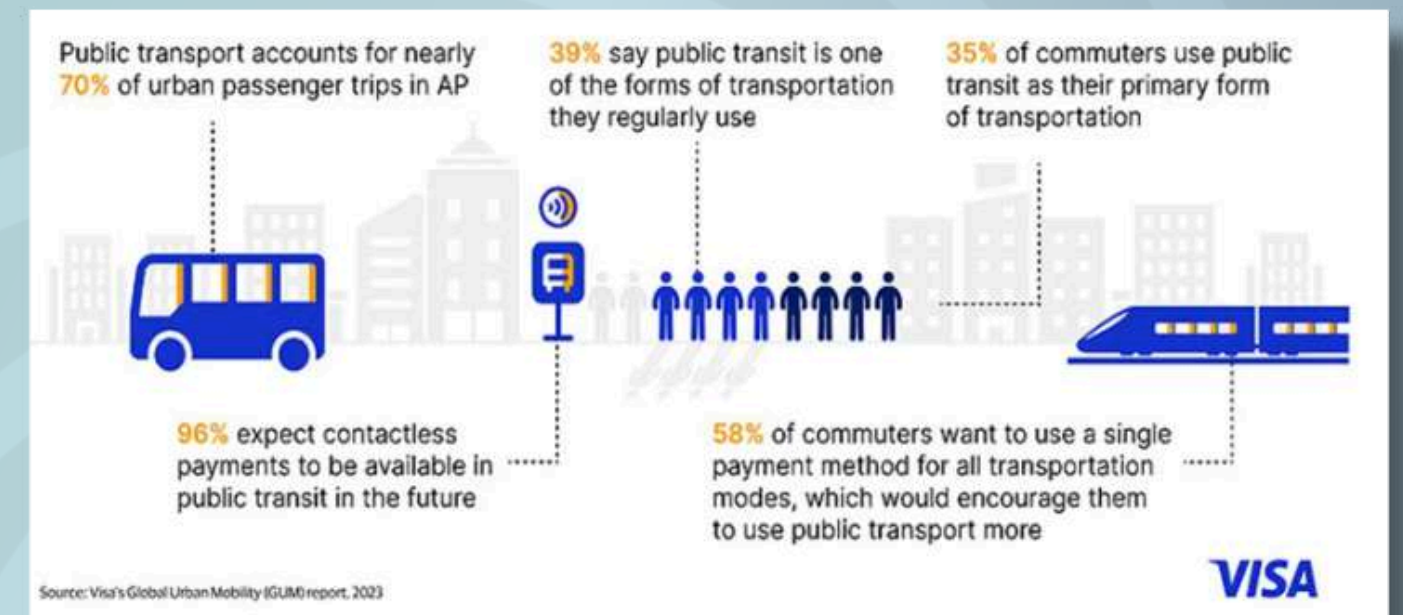 Public transport accounts for nearly
70% of urban passenger trips in AP
39% say public transit is one
of the forms of transportation
they regularly use
35% of commuters use public
transit as their primary form
of transportation
96% expect contactless
payments to be available in
public transit in the future
58% of commuters want to use a single
payment method for all transportation
modes, which would encourage them
to use public transport more
Source: Visa's Global Urban Mobility (GUM) report, 2023
VISA